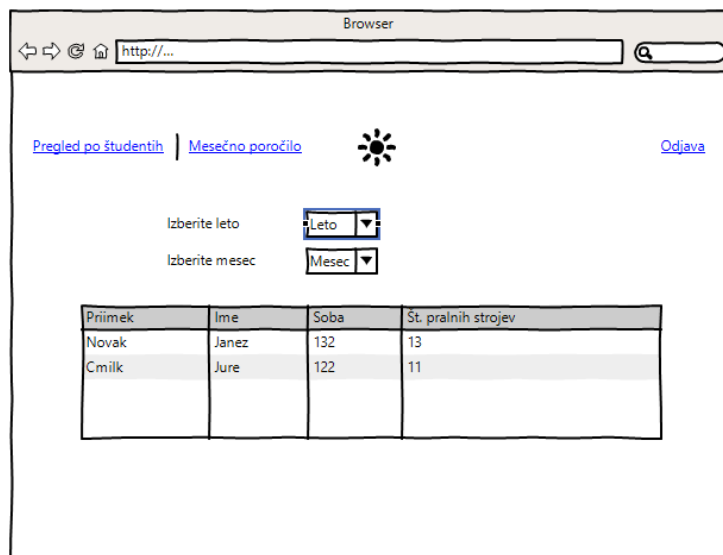 Browser
http://...
Pregled po študentih Mesečno poročilo Odjava
Izberite leto Leto
Izberite mesec Mesec
Priimek Ime Soba Št. pralnih strojev
Novak Janez 132 13
Cmilk Jure 122 11